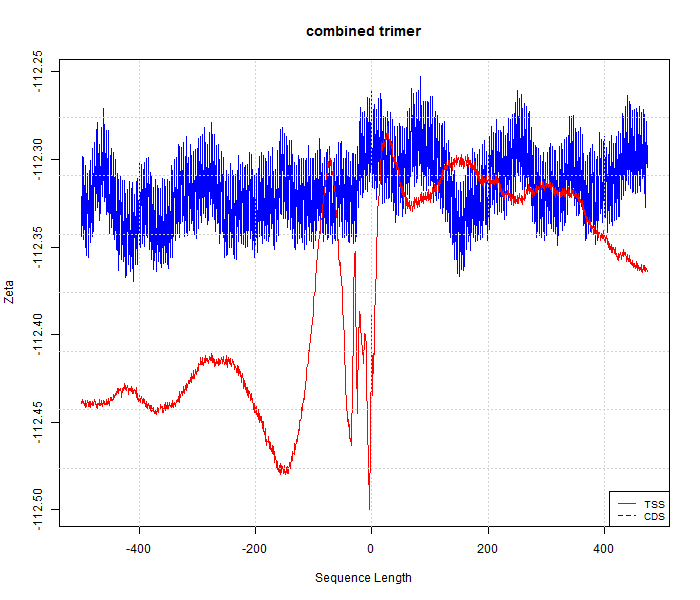 combined trimer
-112.25
-112.30
-112.35
-112.40
-112.45
-112.50
Zeta
-400
-200
0
200
400
Sequence Length
TSS
CDS